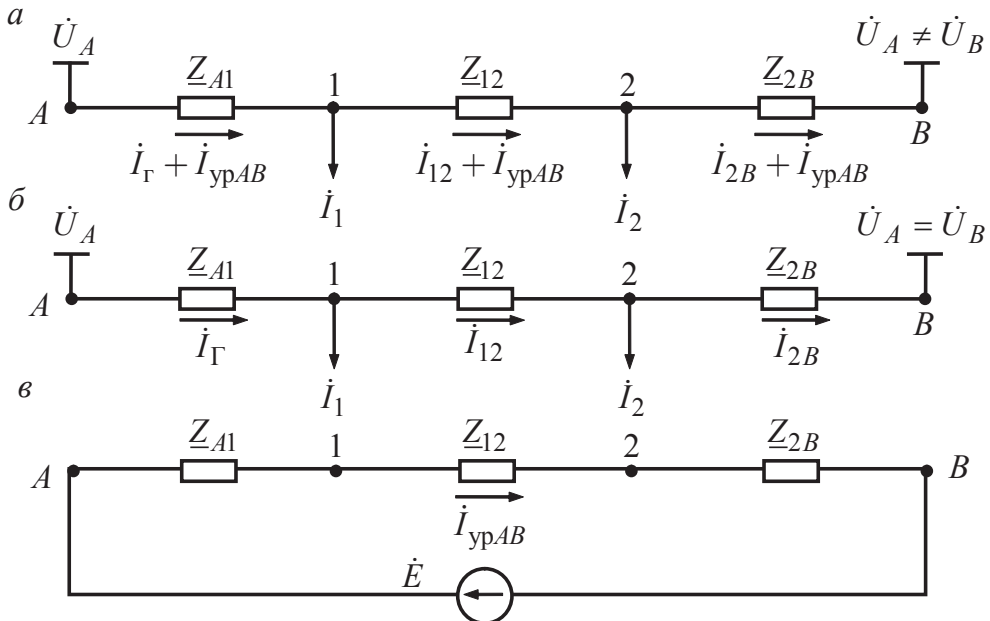 а
U̇_A U̇_A ≠ U̇_B
Z_A1 1 Z_12 2 Z_2B
A B
İ_г + İ_урAB İ_12 + İ_урAB İ_2B + İ_урAB
İ_1 İ_2
б
U̇_A U̇_A = U̇_B
Z_A1 1 Z_12 2 Z_2B
A B
İ_Г İ_12 İ_2B
İ_1 İ_2
в
Z_A1 1 Z_12 2 Z_2B
A B
İ_урAB
Ė